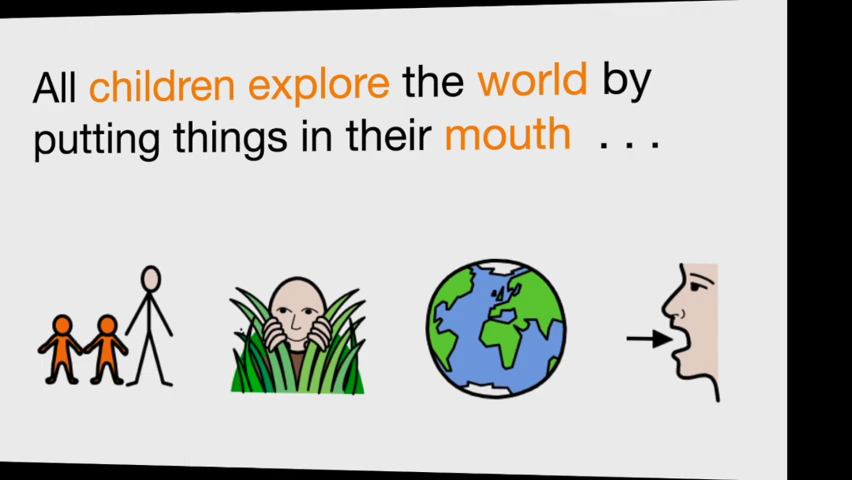 All children explore the world by
putting things in their mouth . . .